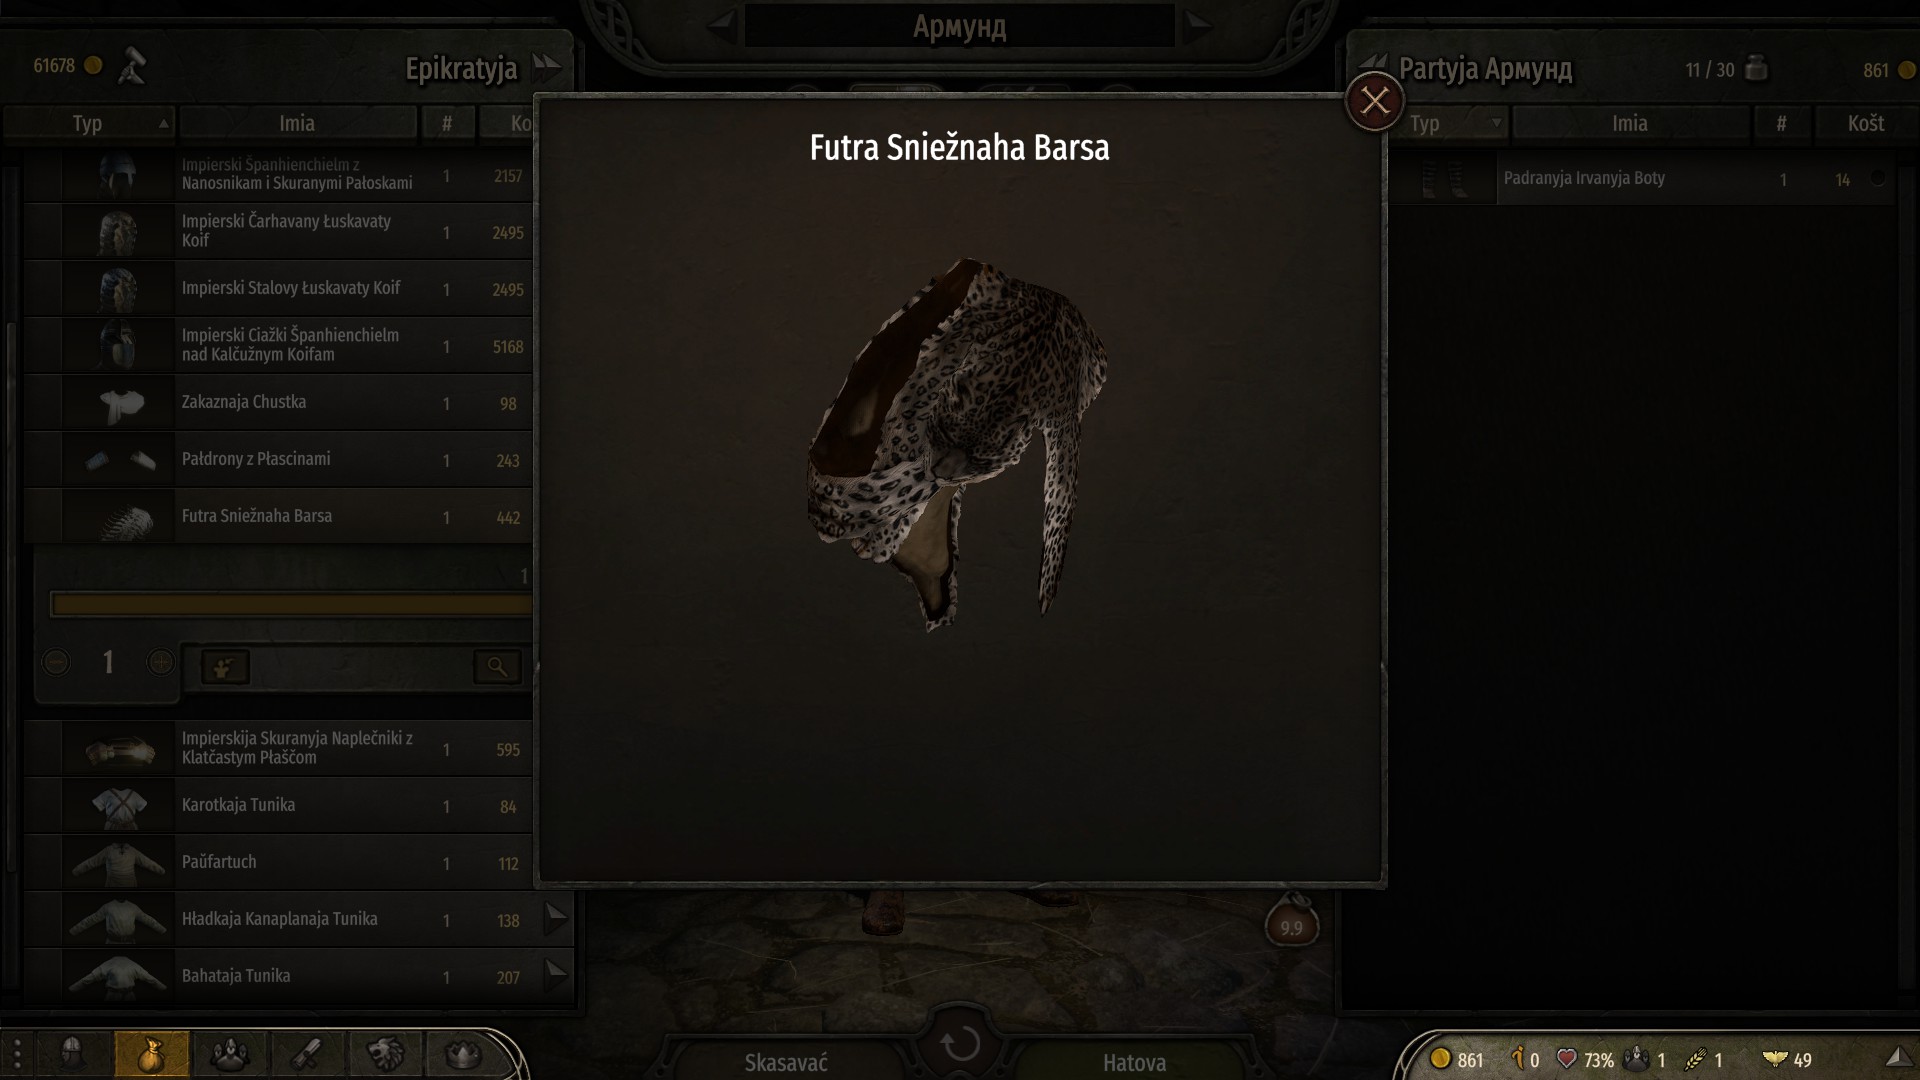 Армунд
61678
Epikratyja
Typ
Imia
#
Ko
Impierski Španhienchielm z
Nanosnikam i Skuranymi Pałoskami
1
2157
Impierski Čarhavany Łuskavaty
Koif
1
2495
Impierski Stalovy Łuskavaty Koif
1
2495
Impierski Ciažki Španhienchielm
nad Kalčužnym Koifam
1
5168
Zakaznaja Chustka
1
98
Pałdrony z Płascinami
1
243
Futra Sniežnaha Barsa
1
442
1
1
Impierskija Skuranyja Naplečniki z
Klatčastym Płaščom
1
595
Karotkaja Tunika
1
84
Paŭfartuch
1
112
Hładkaja Kanaplanaja Tunika
1
138
Bahataja Tunika
1
207
Futra Sniežnaha Barsa
Partyja Армунд
11 / 30
861
Typ
Imia
#
Košt
Padranyja Irvanyja Boty
1
14
9.9
Skasavać
Hatova
861
0
73%
1
1
49